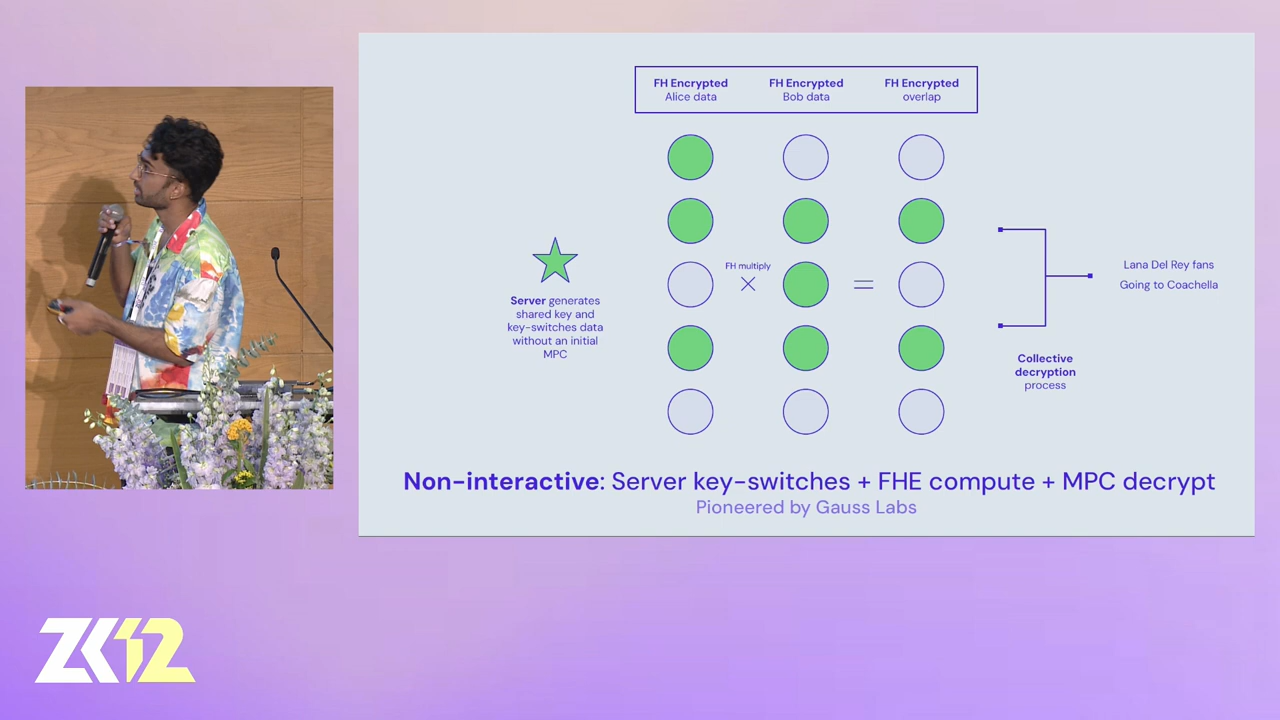 FH Encrypted
Alice data
FH Encrypted
Bob data
FH Encrypted
overlap
Server generates
shared key and
key-switches data
without an initial
MPC
FH multiply
Lana Del Rey fans
Going to Coachella
Collective
decryption
process
Non-interactive: Server key-switches + FHE compute + MPC decrypt
Pioneered by Gauss Labs
ZK12